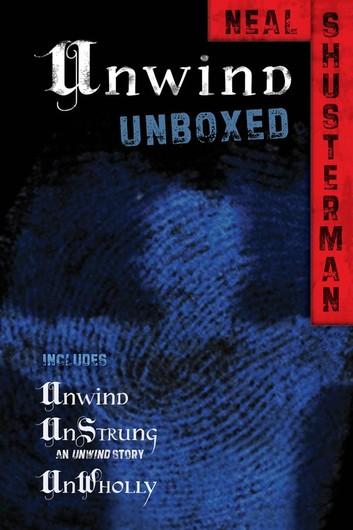 NEAL
SHUSTERMAN
Unwind
UNBOXED
INCLUDES
Unwind
UnStrung
AN UNWIND STORY
UnWholly